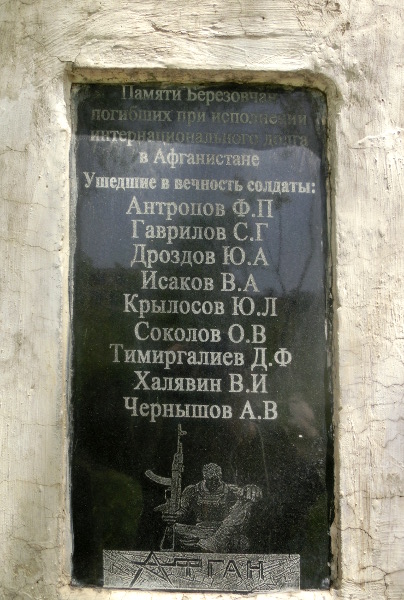 Памяти Березовчан
погибших при исполнении
интернационального долга
в Афганистане
Ушедшие в вечность солдаты:
Антропов Ф.П
Гаврилов С.Г
Дроздов Ю.А
Исаков В.А
Крылосов Ю.Л
Соколов О.В
Тимиргалиев Д.Ф
Халявин В.И
Чернышов А.В
АФГАН